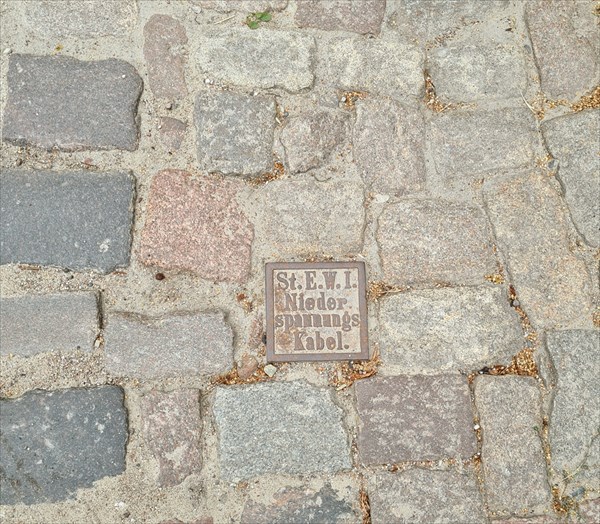 St.E.W.I.
Nieder.
spannungs
Kabel.